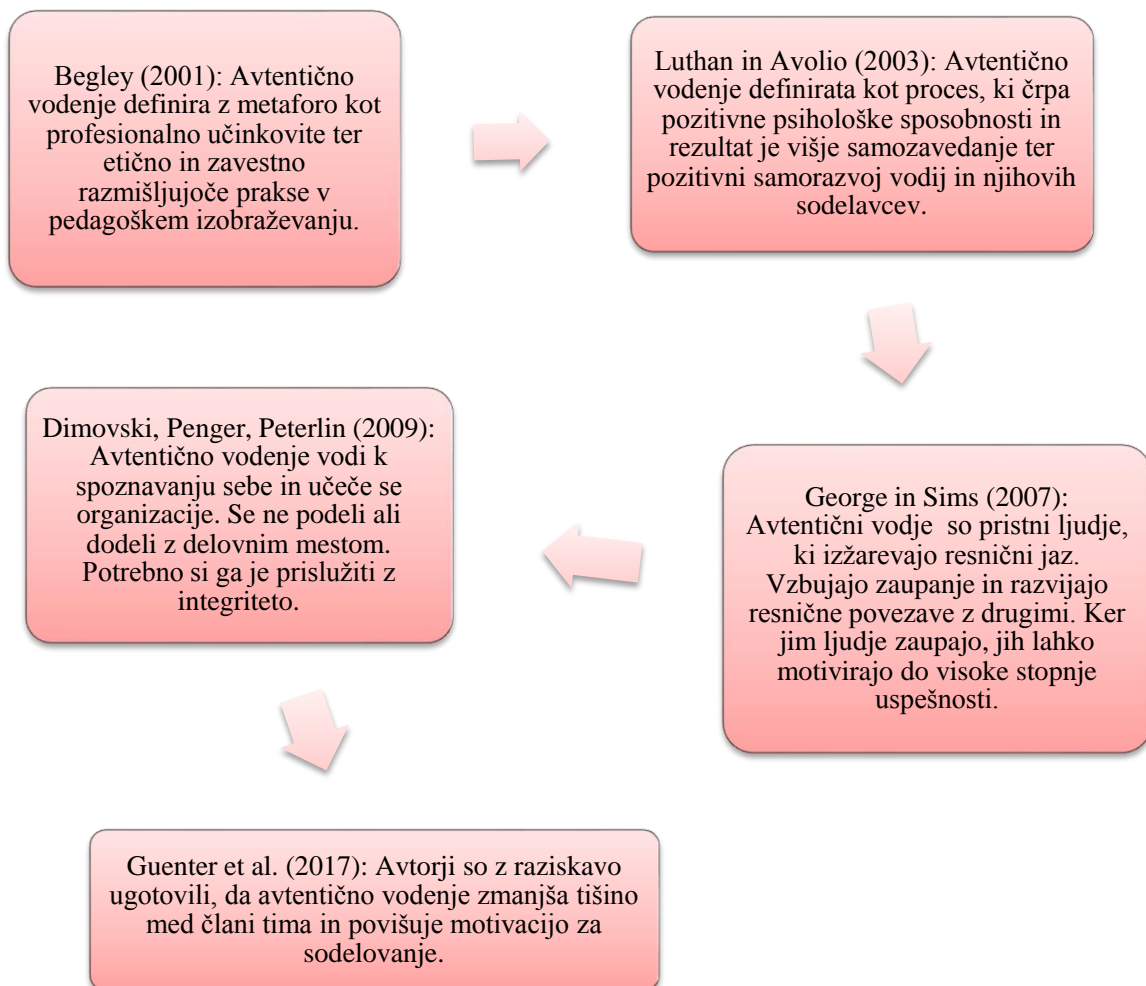 Begley (2001): Avtentično
vodenje definira z metaforo kot
profesionalno učinkovite ter
etično in zavestno
razmišljujoče prakse v
pedagoškem izobraževanju.
Luthan in Avolio (2003): Avtentično
vodenje definirata kot proces, ki črpa
pozitivne psihološke sposobnosti in
rezultat je višje samozavedanje ter
pozitivni samorazvoj vodij in njihovih
sodelavcev.
George in Sims (2007):
Avtentični vodje so pristni ljudje,
ki izžarevajo resnični jaz.
Vzbujajo zaupanje in razvijajo
resnične povezave z drugimi. Ker
jim ljudje zaupajo, jih lahko
motivirajo do visoke stopnje
uspešnosti.
Dimovski, Penger, Peterlin (2009):
Avtentično vodenje vodi k
spoznavanju sebe in učeče se
organizacije. Se ne podeli ali
dodeli z delovnim mestom.
Potrebno si ga je prislužiti z
integriteto.
Guenter et al. (2017): Avtorji so z raziskavo
ugotovili, da avtentično vodenje zmanjša tišino
med člani tima in povišuje motivacijo za
sodelovanje.